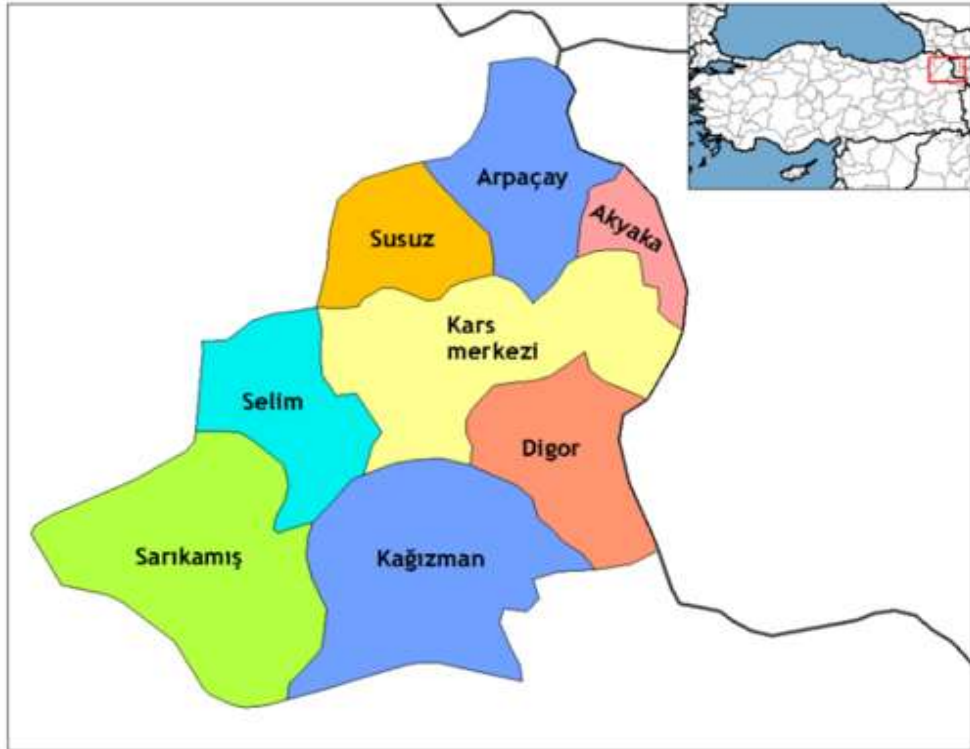 Arpaçay
Akyaka
Susuz
Kars
merkezi
Selim
Digor
Sarıkamış
Kağızman